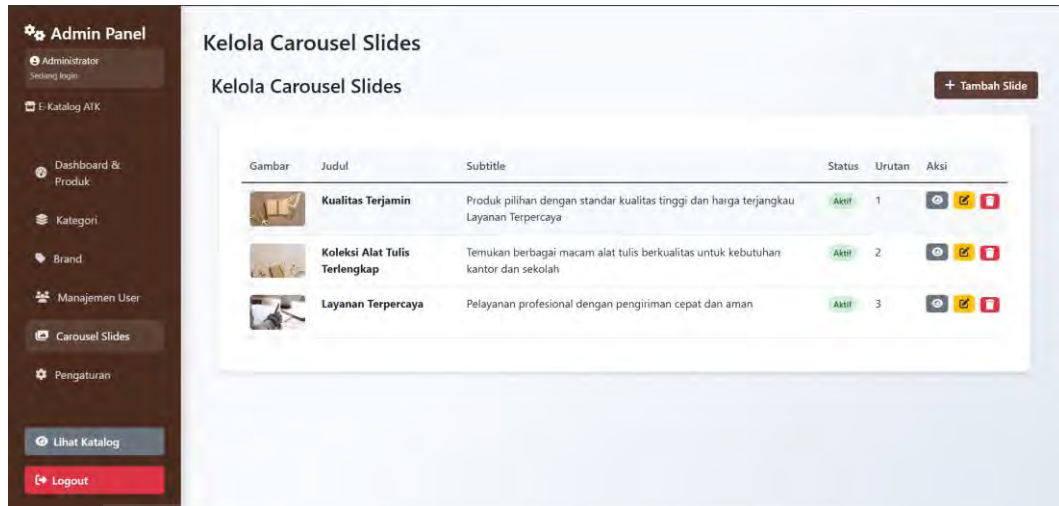 Admin Panel
Administrator
Sedang login
E-Katalog ATK
Dashboard &
Produk
Kategori
Brand
Manajemen User
Carousel Slides
Pengaturan
Lihat Katalog
Logout
Kelola Carousel Slides
Kelola Carousel Slides
+ Tambah Slide
Gambar Judul Subtitle Status Urutan Aksi
Kualitas Terjamin Produk pilihan dengan standar kualitas tinggi dan harga terjangkau Aktif 1
Layanan Terpercaya
Koleksi Alat Tulis Temukan berbagai macam alat tulis berkualitas untuk kebutuhan Aktif 2
Terlengkap kantor dan sekolah
Layanan Terpercaya Pelayanan profesional dengan pengiriman cepat dan aman Aktif 3